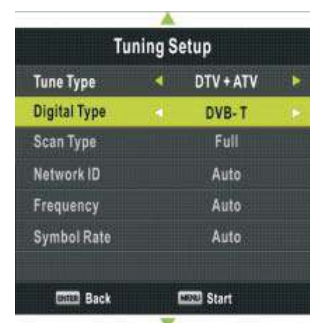 Tuning Setup
Tune Type DTV + ATV
Digital Type DVB- T
Scan Type Full
Network ID Auto
Frequency Auto
Symbol Rate Auto
ENTER Back MENU Start